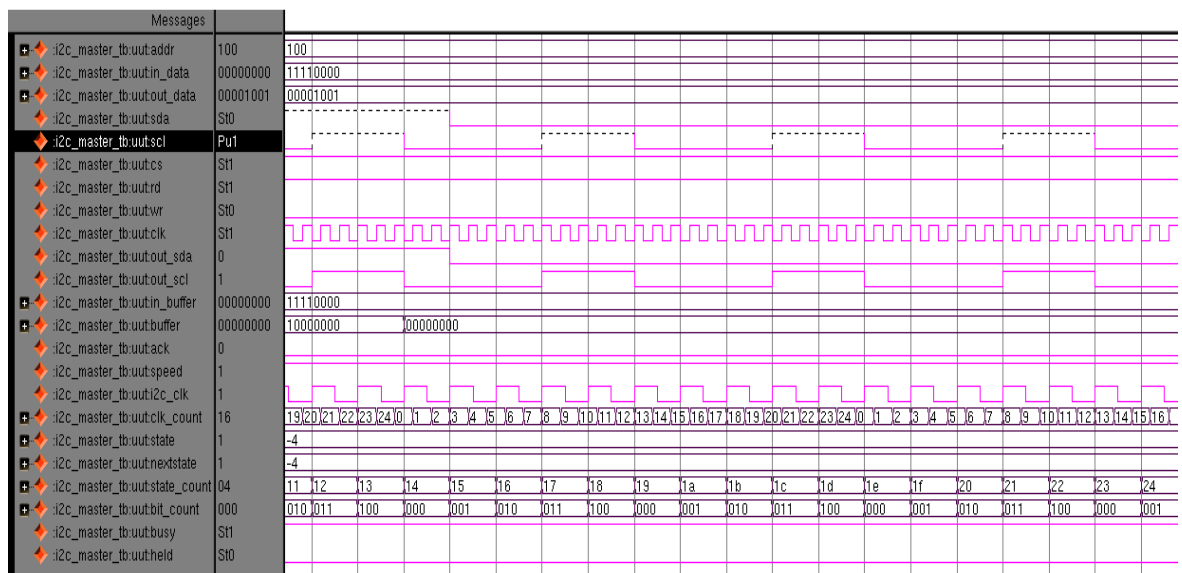 Messages
:i2c_master_tb:uut:addr 100 100
:i2c_master_tb:uut:in_data 00000000 11110000
:i2c_master_tb:uut:out_data 00001001 00001001
:i2c_master_tb:uut:sda St0
:i2c_master_tb:uut:scl Pu1
:i2c_master_tb:uut:cs St1
:i2c_master_tb:uut:rd St1
:i2c_master_tb:uut:wr St0
:i2c_master_tb:uut:clk St1
:i2c_master_tb:uut:out_sda 0
:i2c_master_tb:uut:out_scl 1
:i2c_master_tb:uut:in_buffer 00000000 11110000
:i2c_master_tb:uut:buffer 00000000 10000000 00000000
:i2c_master_tb:uut:ack 0
:i2c_master_tb:uut:speed 1
:i2c_master_tb:uut:i2c_clk 1
:i2c_master_tb:uut:clk_count 16 19 20 21 22 23 24 0 1 2 3 4 5 6 7 8 9 10 11 12 13 14 15 16 17 18 19 20 21 22 23 24 0 1 2 3 4 5 6 7 8 9 10 11 12 13 14 15 16
:i2c_master_tb:uut:state 1 -4
:i2c_master_tb:uut:nextstate 1 -4
:i2c_master_tb:uut:state_count 04 11 12 13 14 15 16 17 18 19 1a 1b 1c 1d 1e 1f 20 21 22 23 24
:i2c_master_tb:uut:bit_count 000 010 011 100 000 001 010 011 100 000 001 010 011 100 000 001 010 011 100 000 001
:i2c_master_tb:uut:busy St1
:i2c_master_tb:uut:held St0